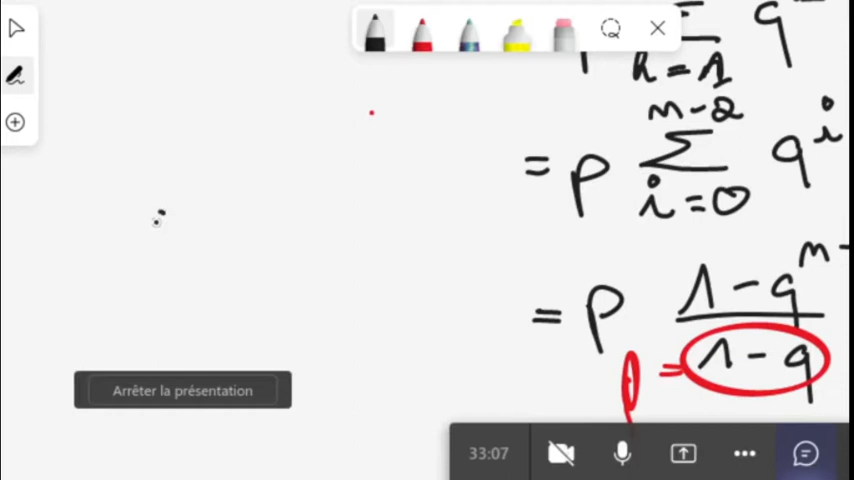 k = 1
m - 2
= p Σ q^i
i = 0
= p (1 - q^m-
p = 1 - q
Arrêter la présentation
33:07